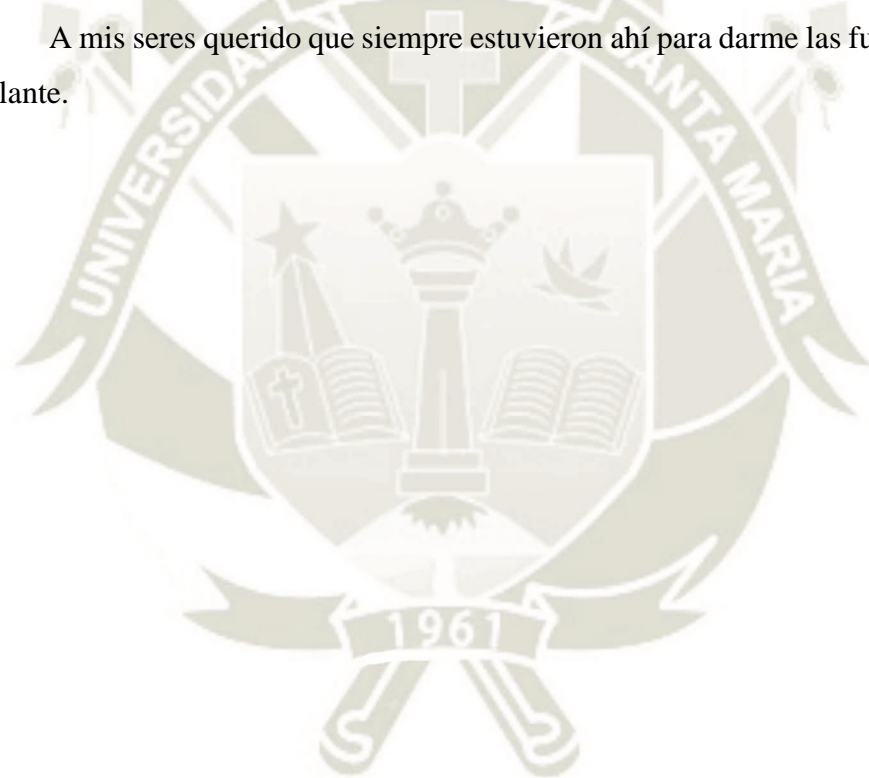 A mis seres querido que siempre estuvieron ahí para darme las fu
lante.
UNIVERSIDAD
SANTA MARIA
1961